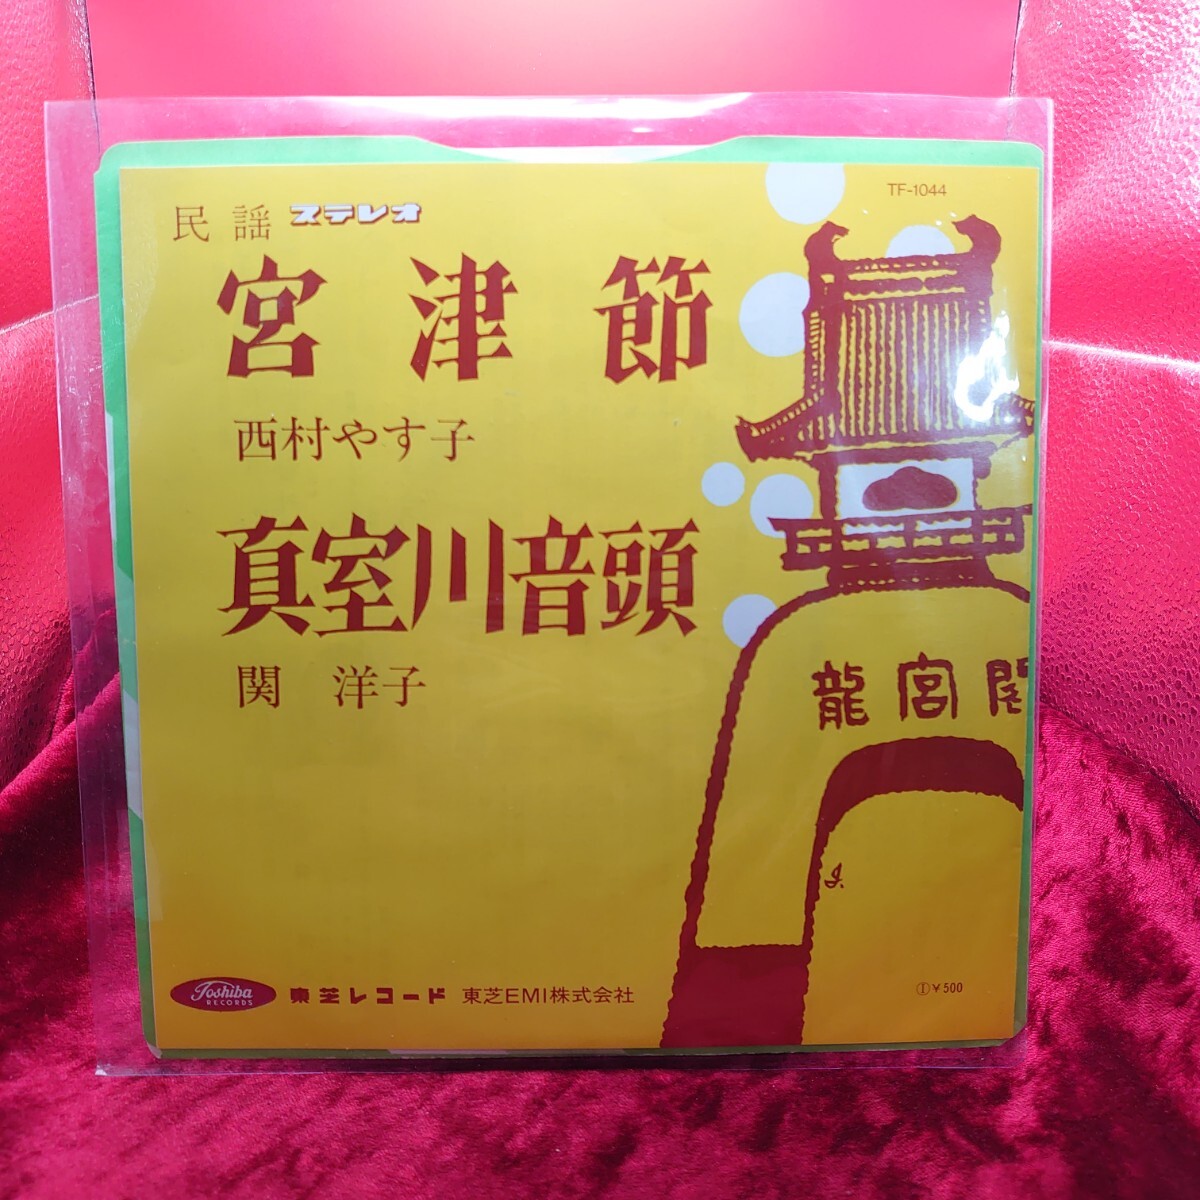 TF-1044
民謡 ステレオ
宮津節
西村やす子
真室川音頭
関 洋子
龍宮閣
J.
Toshiba
RECORDS
東芝レコード 東芝EMI株式会社
Ⓘ¥500